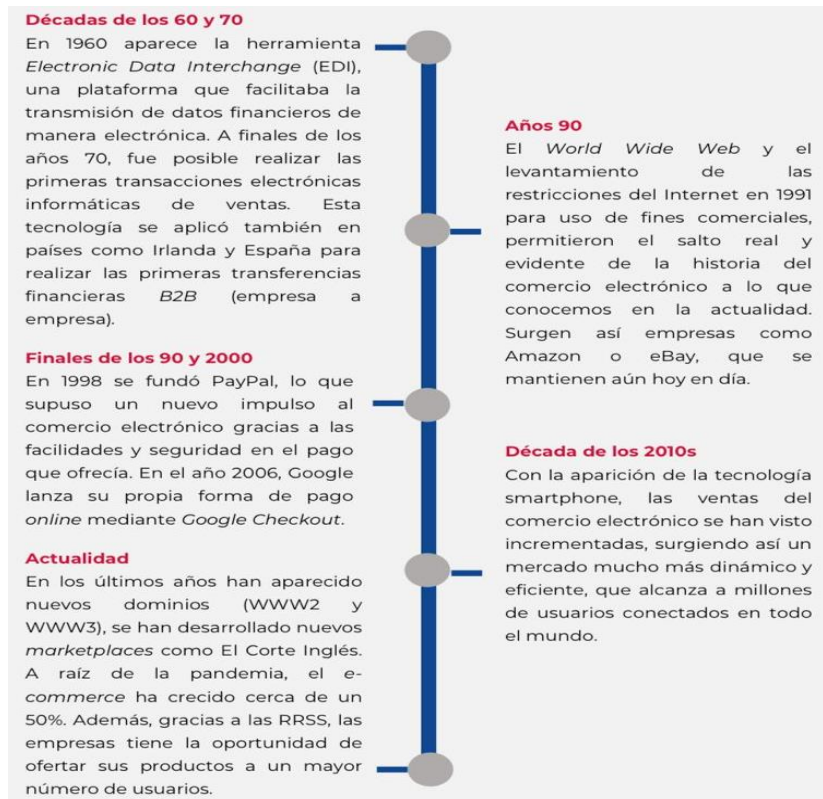 Décadas de los 60 y 70
En 1960 aparece la herramienta
Electronic Data Interchange (EDI),
una plataforma que facilitaba la
transmisión de datos financieros de
manera electrónica. A finales de los
años 70, fue posible realizar las
primeras transacciones electrónicas
informáticas de ventas. Esta
tecnología se aplicó también en
países como Irlanda y España para
realizar las primeras transferencias
financieras B2B (empresa a
empresa).
Años 90
El World Wide Web y el
levantamiento de las
restricciones del Internet en 1991
para uso de fines comerciales,
permitieron el salto real y
evidente de la historia del
comercio electrónico a lo que
conocemos en la actualidad.
Surgen así empresas como
Amazon o eBay, que se
mantienen aún hoy en día.
Finales de los 90 y 2000
En 1998 se fundó PayPal, lo que
supuso un nuevo impulso al
comercio electrónico gracias a las
facilidades y seguridad en el pago
que ofrecía. En el año 2006, Google
lanza su propia forma de pago
online mediante Google Checkout.
Década de los 2010s
Con la aparición de la tecnología
smartphone, las ventas del
comercio electrónico se han visto
incrementadas, surgiendo así un
mercado mucho más dinámico y
eficiente, que alcanza a millones
de usuarios conectados en todo
el mundo.
Actualidad
En los últimos años han aparecido
nuevos dominios (WWW2 y
WWW3), se han desarrollado nuevos
marketplaces como El Corte Inglés.
A raíz de la pandemia, el e-
commerce ha crecido cerca de un
50%. Además, gracias a las RRSS, las
empresas tiene la oportunidad de
ofertar sus productos a un mayor
número de usuarios.